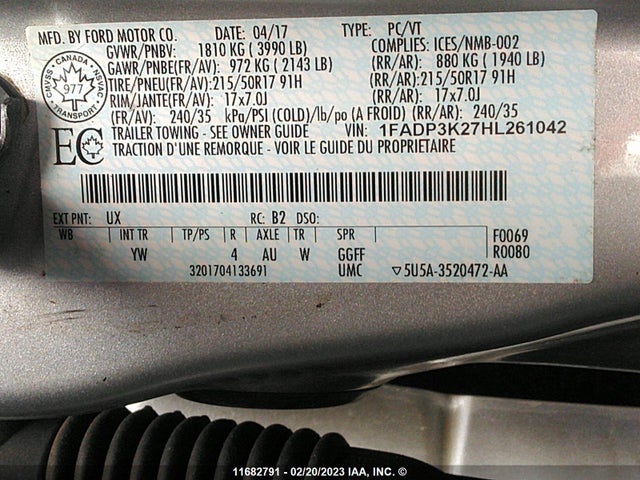 MFD. BY FORD MOTOR CO. DATE: 04/17 TYPE: PC/VT
GVWR/PNBV: 1810 KG ( 3990 LB) COMPLIES: ICES/NMB-002
GAWR/PNBE(FR/AV): 972 KG ( 2143 LB) (RR/AR): 880 KG ( 1940 LB)
TIRE/PNEU(FR/AV): 215/50R17 91H (RR/AR): 215/50R17 91H
RIM/JANTE(FR/AV): 17x7.0J (RR/AR): 17x7.0J
(FR/AV): 240/35 kPa/PSI (COLD)/lb/po (A FROID) (RR/AR): 240/35
TRAILER TOWING - SEE OWNER GUIDE VIN: 1FADP3K27HL261042
TRACTION D'UNE REMORQUE - VOIR LE GUIDE DU PROPRIETAIRE
CANADA
CMVSS NSVAC
977
TRANSPORT
EC
EXT PNT: UX RC: B2 DSO:
WB INT TR TP/PS R AXLE TR SPR F0069
YW 4 AU W GGFF R0080
3201704133691 UMC ▽5U5A-3520472-AA
11682791 - 02/20/2023 IAA, INC. ©